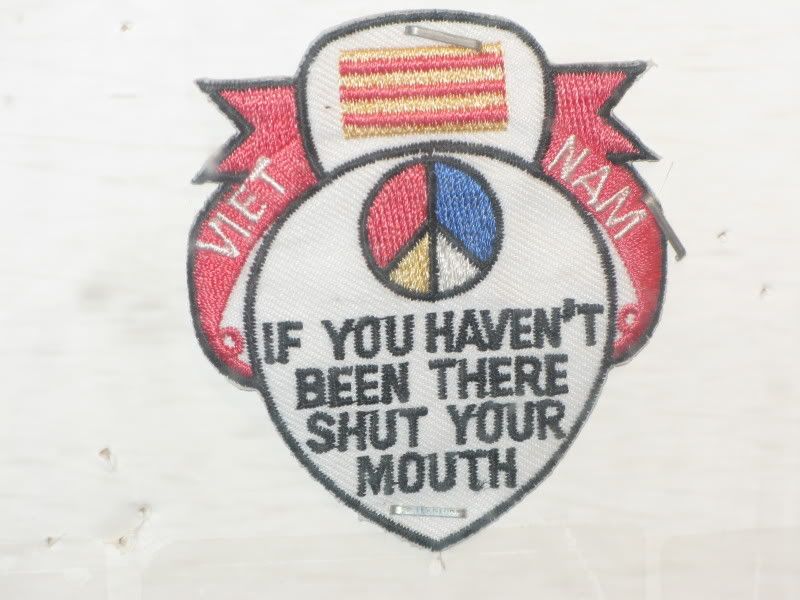 VIET NAM
IF YOU HAVEN'T
BEEN THERE
SHUT YOUR
MOUTH